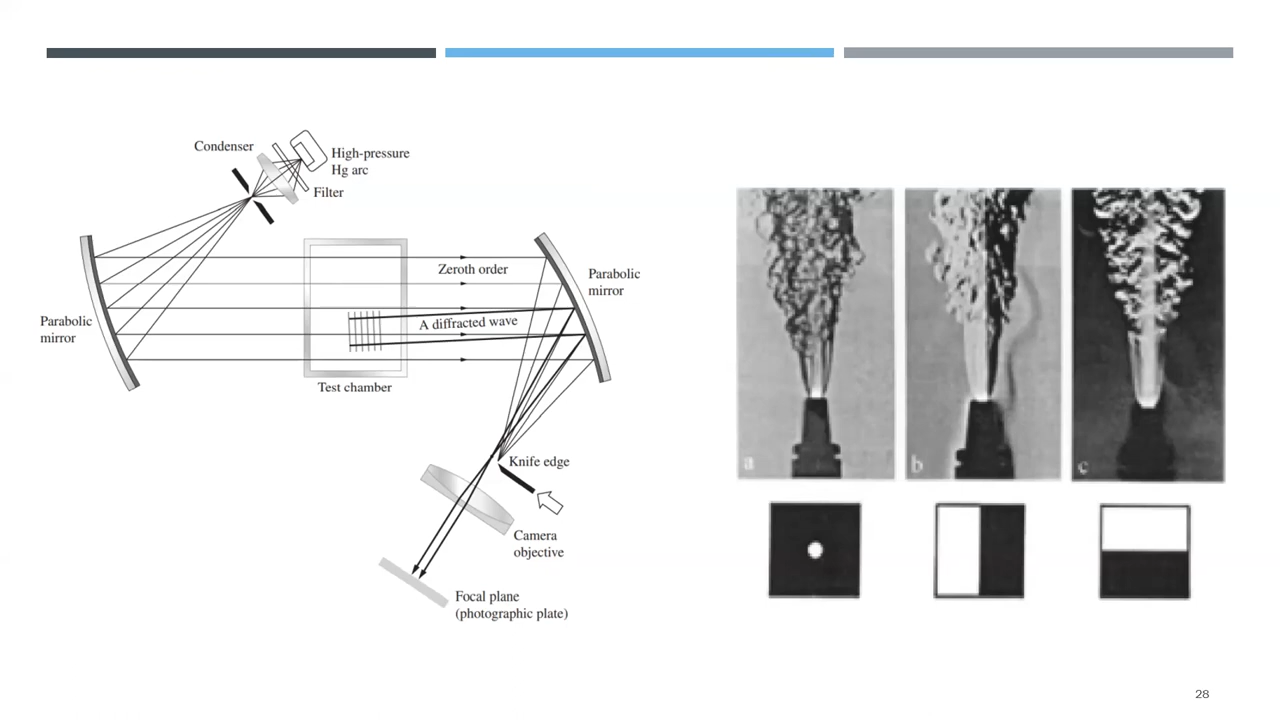 Condenser
High-pressure
Hg arc
Filter
Zeroth order
Parabolic
mirror
A diffracted wave
Parabolic
mirror
Test chamber
Knife edge
Camera
objective
Focal plane
(photographic plate)
a
b
c
28